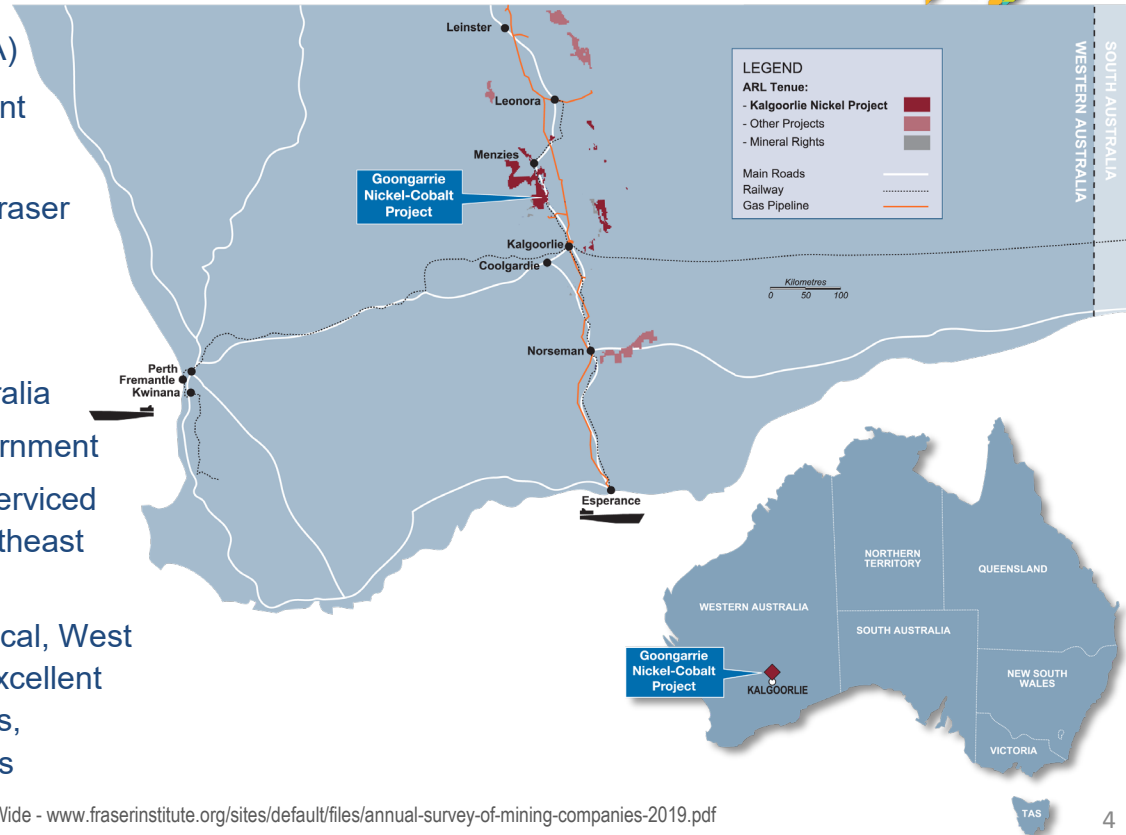 A)
nt
raser
ralia
ernment
serviced
theast
cal, West
xcellent
s,
s
Leinster
Leonora
Menzies
Goongarrie
Nickel-Cobalt
Project
Kalgoorlie
Coolgardie
Norseman
Perth
Fremantle
Kwinana
Esperance
LEGEND
ARL Tenue:
- Kalgoorlie Nickel Project
- Other Projects
- Mineral Rights
Main Roads
Railway
Gas Pipeline
WESTERN AUSTRALIA
SOUTH AUSTRALIA
Kilometres
0 50 100
NORTHERN
TERRITORY
QUEENSLAND
WESTERN AUSTRALIA
SOUTH AUSTRALIA
Goongarrie
Nickel-Cobalt
Project
KALGOORLIE
NEW SOUTH
WALES
VICTORIA
TAS
Wide - www.fraserinstitute.org/sites/default/files/annual-survey-of-mining-companies-2019.pdf
4